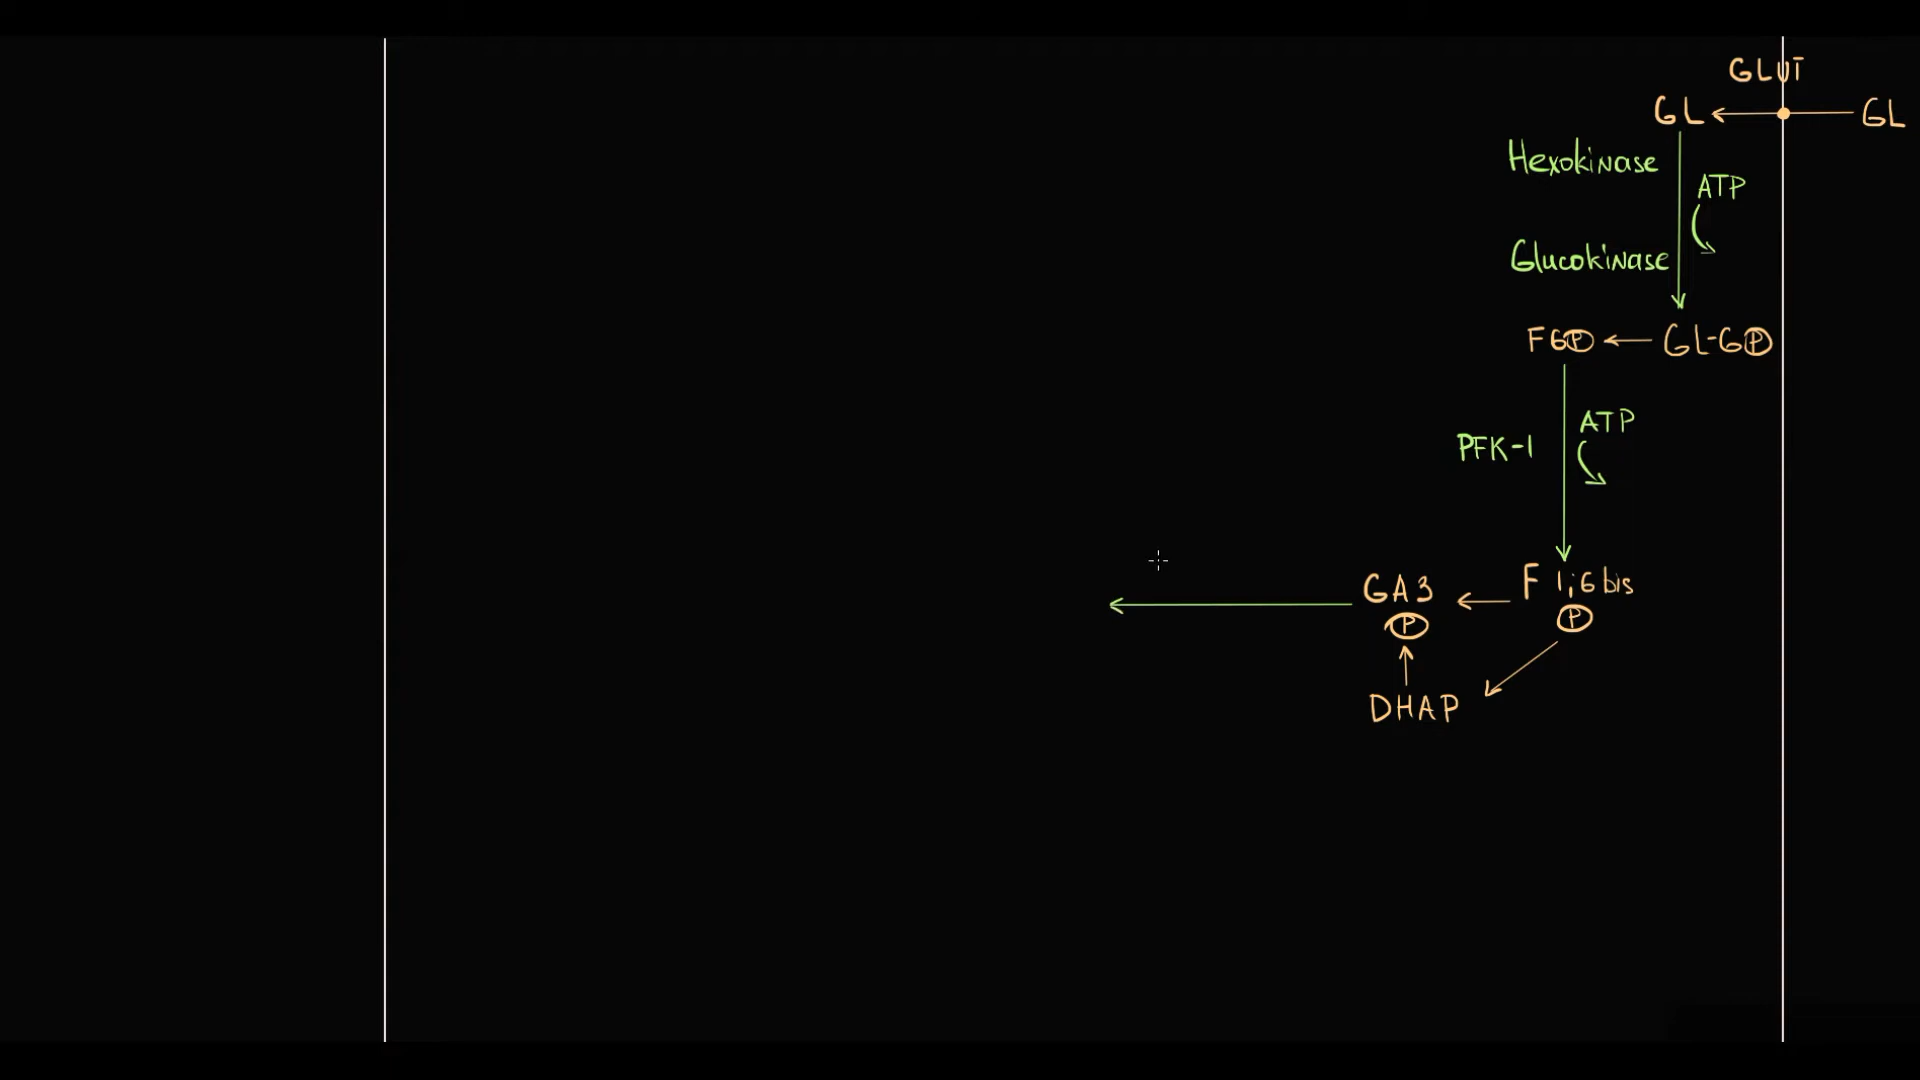 GLUT
GL ← GL
Hexokinase
ATP
Glucokinase
F6Ⓟ ← GL-6Ⓟ
ATP
PFK-1
GA3 ← F 1;6 bis
Ⓟ Ⓟ
DHAP